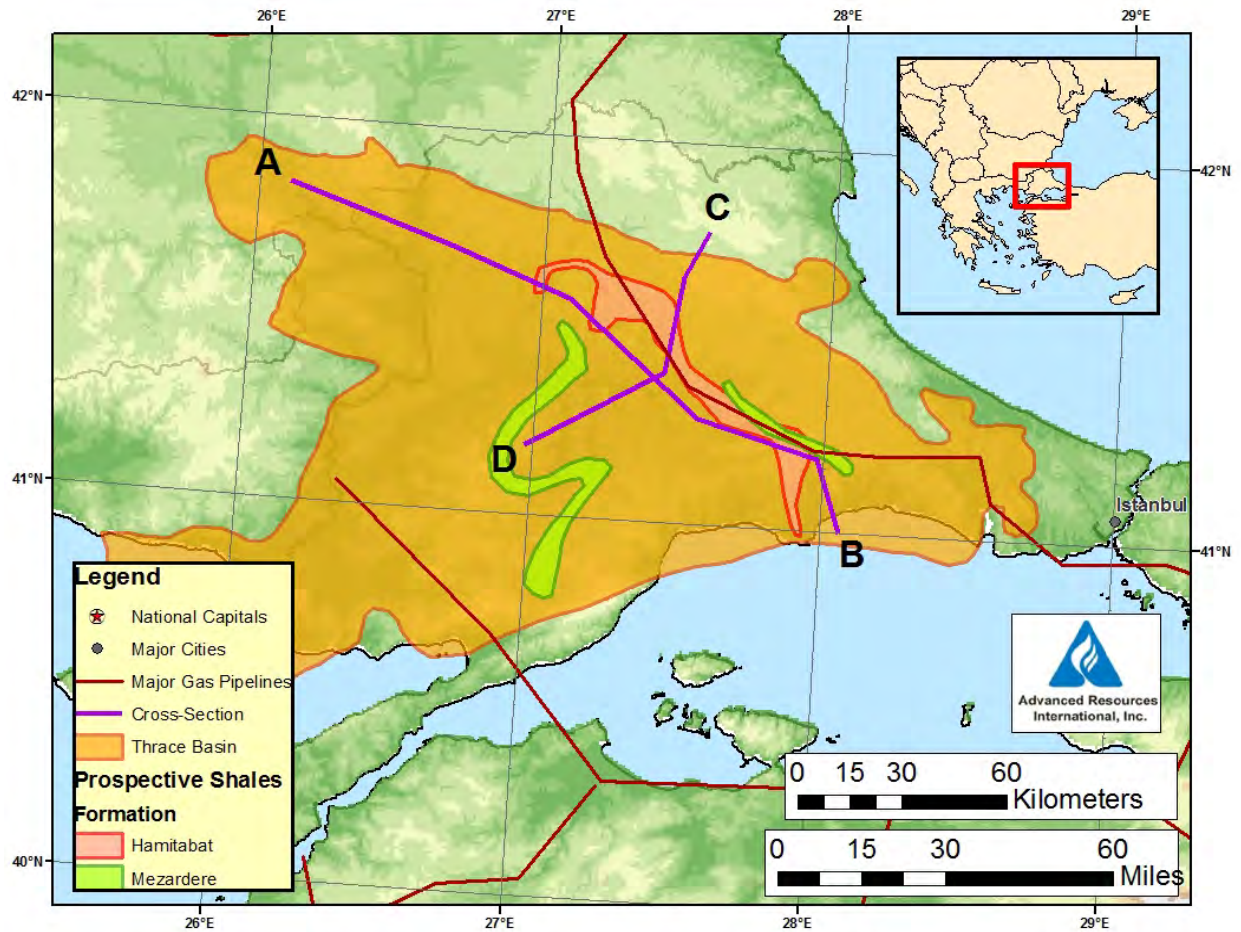 26°E
27°E
28°E
29°E
42°N
42°N
A
C
D
B
41°N
41°N
Istanbul
Legend
National Capitals
Major Cities
Major Gas Pipelines
Cross-Section
Thrace Basin
Prospective Shales
Formation
Hamitabat
Mezardere
Advanced Resources
International, Inc.
0 15 30 60
Kilometers
0 15 30 60
Miles
40°N
40°N
26°E
27°E
28°E
29°E